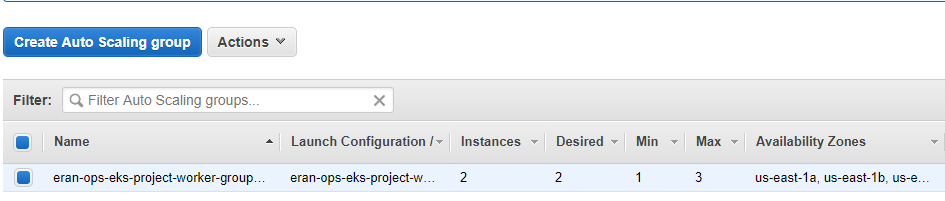 Create Auto Scaling group Actions
Filter: Filter Auto Scaling groups...
Name Launch Configuration / Instances Desired Min Max Availability Zones
eran-ops-eks-project-worker-group… eran-ops-eks-project-w… 2 2 1 3 us-east-1a, us-east-1b, us-e…